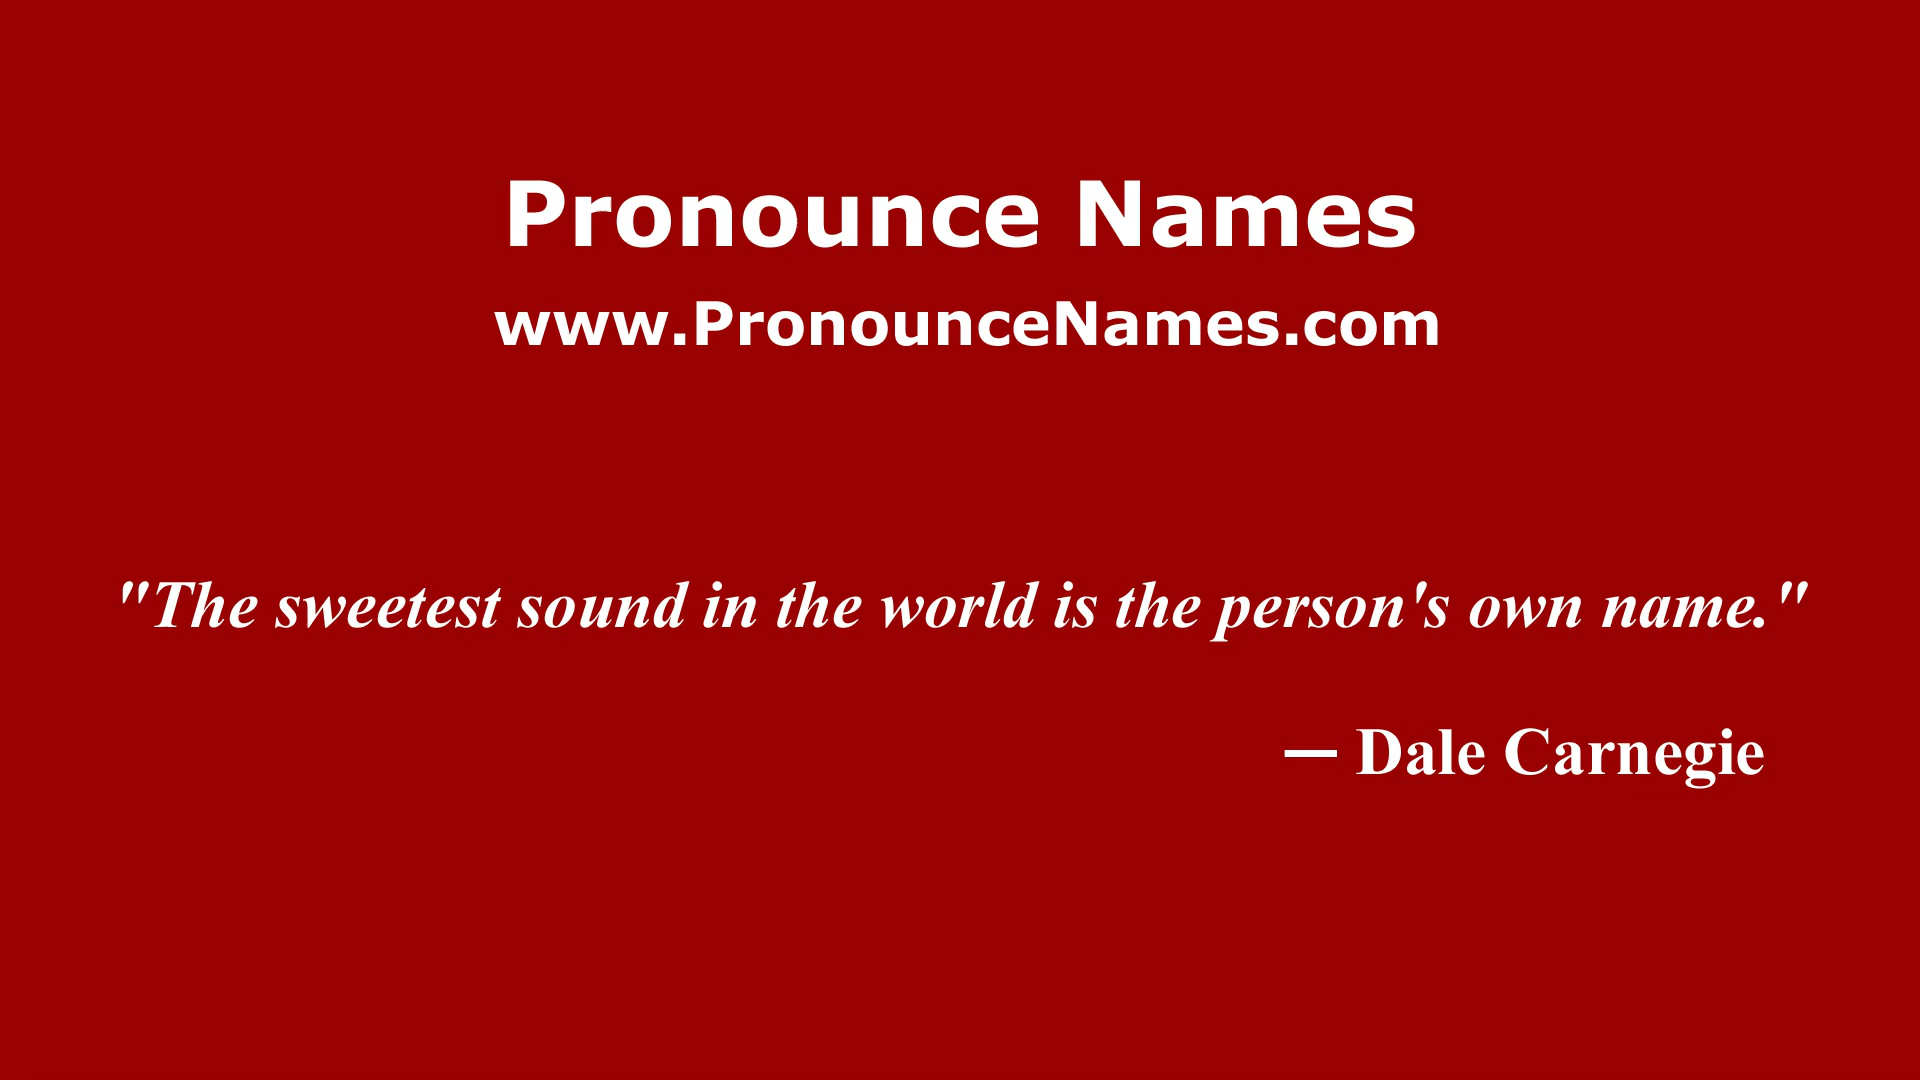 Pronounce Names
www.PronounceNames.com
"The sweetest sound in the world is the person's own name."
— Dale Carnegie